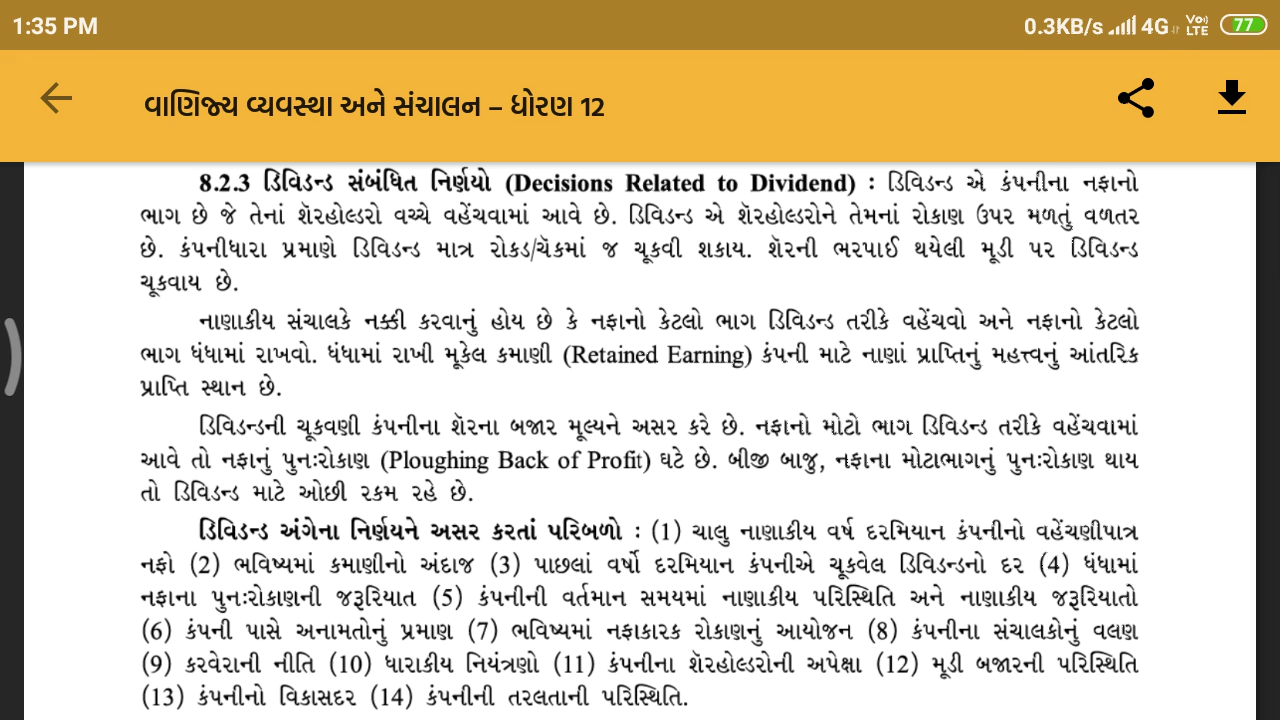 1:35 PM
0.3KB/s 4G Vo)) LTE 77
વાણિજ્ય વ્યવસ્થા અને સંચાલન – ધોરણ 12
8.2.3 ડિવિડન્ડ સંબંધિત નિર્ણયો (Decisions Related to Dividend) : ડિવિડન્ડ એ કંપનીના નફાનો
ભાગ છે જે તેનાં શૅરહોલ્ડરો વચ્ચે વહેંચવામાં આવે છે. ડિવિડન્ડ એ શૅરહોલ્ડરોને તેમનાં રોકાણ ઉપર મળતું વળતર
છે. કંપનીધારા પ્રમાણે ડિવિડન્ડ માત્ર રોકડ/ચૅકમાં જ ચૂકવી શકાય. શૅરની ભરપાઈ થયેલી મૂડી પર ડિવિડન્ડ
ચૂકવાય છે.
નાણાકીય સંચાલકે નક્કી કરવાનું હોય છે કે નફાનો કેટલો ભાગ ડિવિડન્ડ તરીકે વહેંચવો અને નફાનો કેટલો
ભાગ ધંધામાં રાખવો. ધંધામાં રાખી મૂકેલ કમાણી (Retained Earning) કંપની માટે નાણાં પ્રાપ્તિનું મહત્ત્વનું આંતરિક
પ્રાપ્તિ સ્થાન છે.
ડિવિડન્ડની ચૂકવણી કંપનીના શૅરના બજાર મૂલ્યને અસર કરે છે. નફાનો મોટો ભાગ ડિવિડન્ડ તરીકે વહેંચવામાં
આવે તો નફાનું પુનઃરોકાણ (Ploughing Back of Profit) ઘટે છે. બીજી બાજુ, નફાના મોટાભાગનું પુનઃરોકાણ થાય
તો ડિવિડન્ડ માટે ઓછી રકમ રહે છે.
ડિવિડન્ડ અંગેના નિર્ણયને અસર કરતાં પરિબળો : (1) ચાલુ નાણાકીય વર્ષ દરમિયાન કંપનીનો વહેંચણીપાત્ર
નફો (2) ભવિષ્યમાં કમાણીનો અંદાજ (3) પાછલાં વર્ષો દરમિયાન કંપનીએ ચૂકવેલ ડિવિડન્ડનો દર (4) ધંધામાં
નફાના પુનઃરોકાણની જરૂરિયાત (5) કંપનીની વર્તમાન સમયમાં નાણાકીય પરિસ્થિતિ અને નાણાકીય જરૂરિયાતો
(6) કંપની પાસે અનામતોનું પ્રમાણ (7) ભવિષ્યમાં નફાકારક રોકાણનું આયોજન (8) કંપનીના સંચાલકોનું વલણ
(9) કરવેરાની નીતિ (10) ધારાકીય નિયંત્રણો (11) કંપનીના શૅરહોલ્ડરોની અપેક્ષા (12) મૂડી બજારની પરિસ્થિતિ
(13) કંપનીનો વિકાસદર (14) કંપનીની તરલતાની પરિસ્થિતિ.